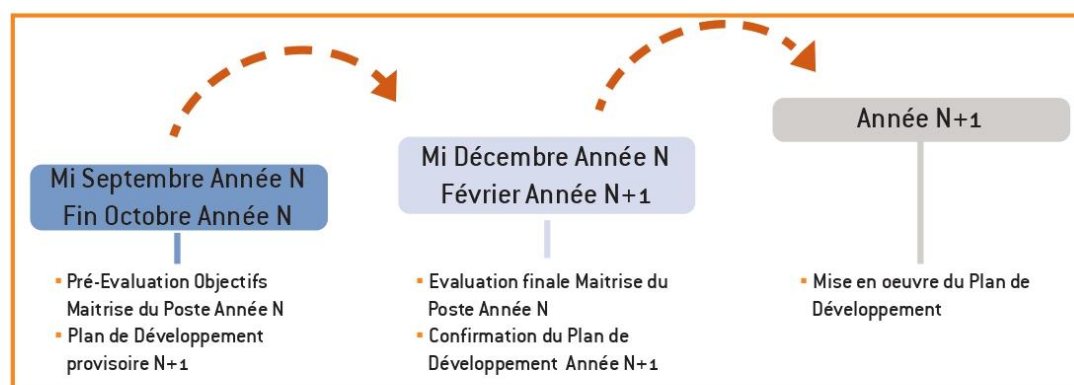 Mi Septembre Année N
Fin Octobre Année N
▪ Pré-Evaluation Objectifs
Maitrise du Poste Année N
▪ Plan de Développement
provisoire N+1
Mi Décembre Année N
Février Année N+1
▪ Evaluation finale Maitrise du
Poste Année N
▪ Confirmation du Plan de
Développement Année N+1
Année N+1
▪ Mise en oeuvre du Plan de
Développement